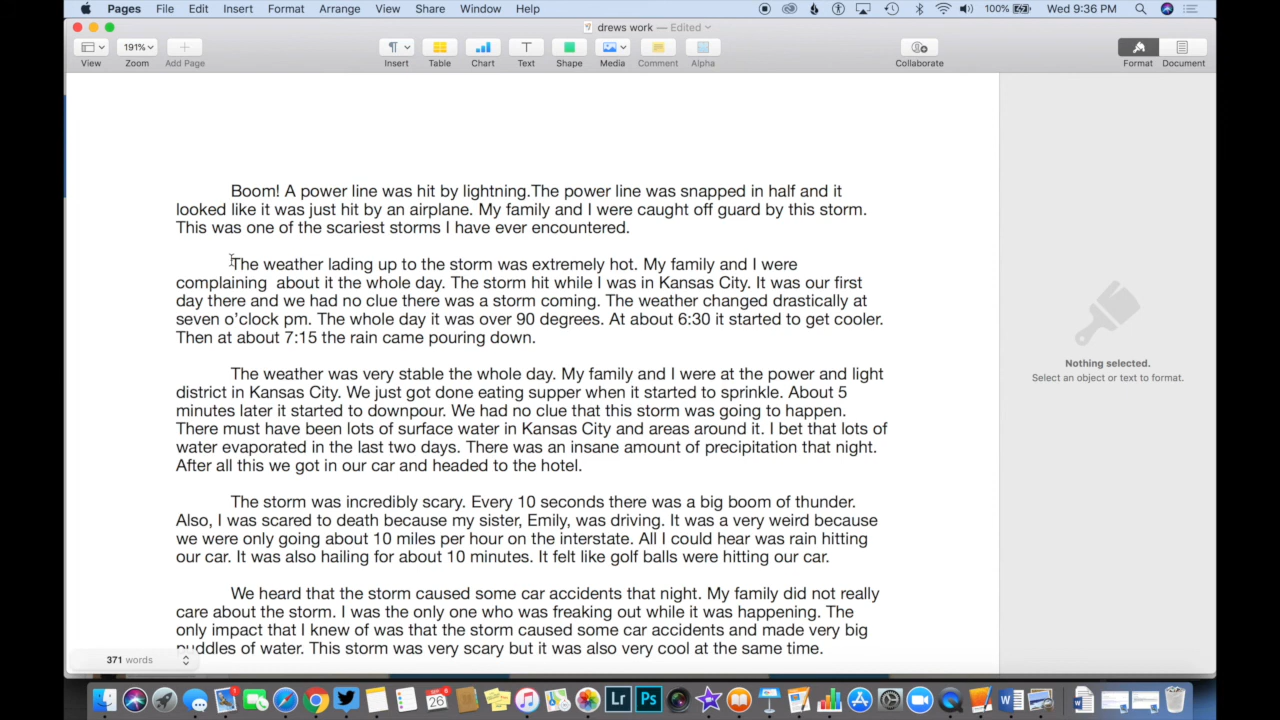 Pages File Edit Insert Format Arrange View Share Window Help 100% Wed 9:36 PM
drews work — Edited
191%
View Zoom Add Page Insert Table Chart Text Shape Media Comment Alpha Collaborate Format Document
Boom! A power line was hit by lightning.The power line was snapped in half and it
looked like it was just hit by an airplane. My family and I were caught off guard by this storm.
This was one of the scariest storms I have ever encountered.
The weather lading up to the storm was extremely hot. My family and I were
complaining  about it the whole day. The storm hit while I was in Kansas City. It was our first
day there and we had no clue there was a storm coming. The weather changed drastically at
seven o’clock pm. The whole day it was over 90 degrees. At about 6:30 it started to get cooler.
Then at about 7:15 the rain came pouring down.
The weather was very stable the whole day. My family and I were at the power and light
district in Kansas City. We just got done eating supper when it started to sprinkle. About 5
minutes later it started to downpour. We had no clue that this storm was going to happen.
There must have been lots of surface water in Kansas City and areas around it. I bet that lots of
water evaporated in the last two days. There was an insane amount of precipitation that night.
After all this we got in our car and headed to the hotel.
The storm was incredibly scary. Every 10 seconds there was a big boom of thunder.
Also, I was scared to death because my sister, Emily, was driving. It was a very weird because
we were only going about 10 miles per hour on the interstate. All I could hear was rain hitting
our car. It was also hailing for about 10 minutes. It felt like golf balls were hitting our car.
We heard that the storm caused some car accidents that night. My family did not really
care about the storm. I was the only one who was freaking out while it was happening. The
only impact that I knew of was that the storm caused some car accidents and made very big
puddles of water. This storm was very scary but it was also very cool at the same time.
Nothing selected.
Select an object or text to format.
371 words
26
Lr Ps